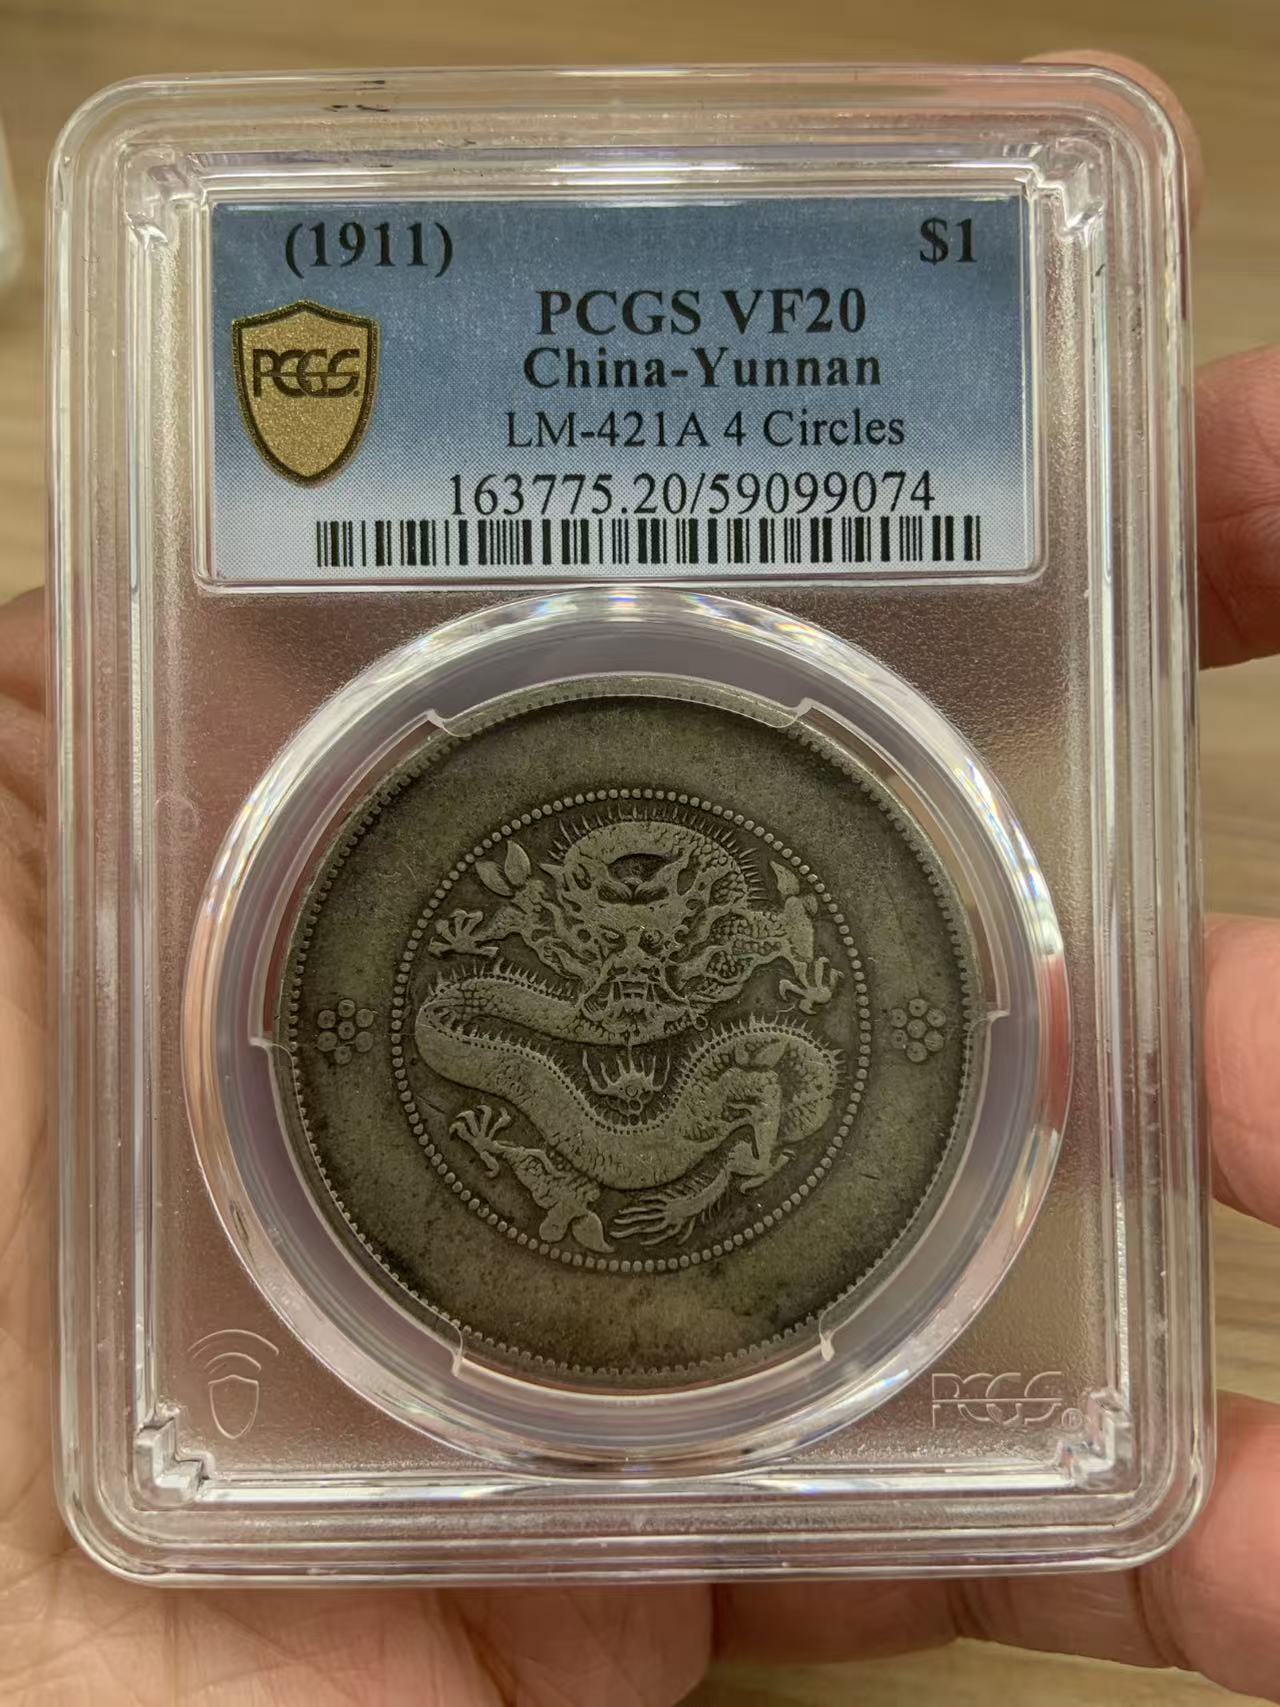 (1911) $1
PCGS VF20
PCGS
China-Yunnan
LM-421A 4 Circles
163775.20/59099074
PCGS